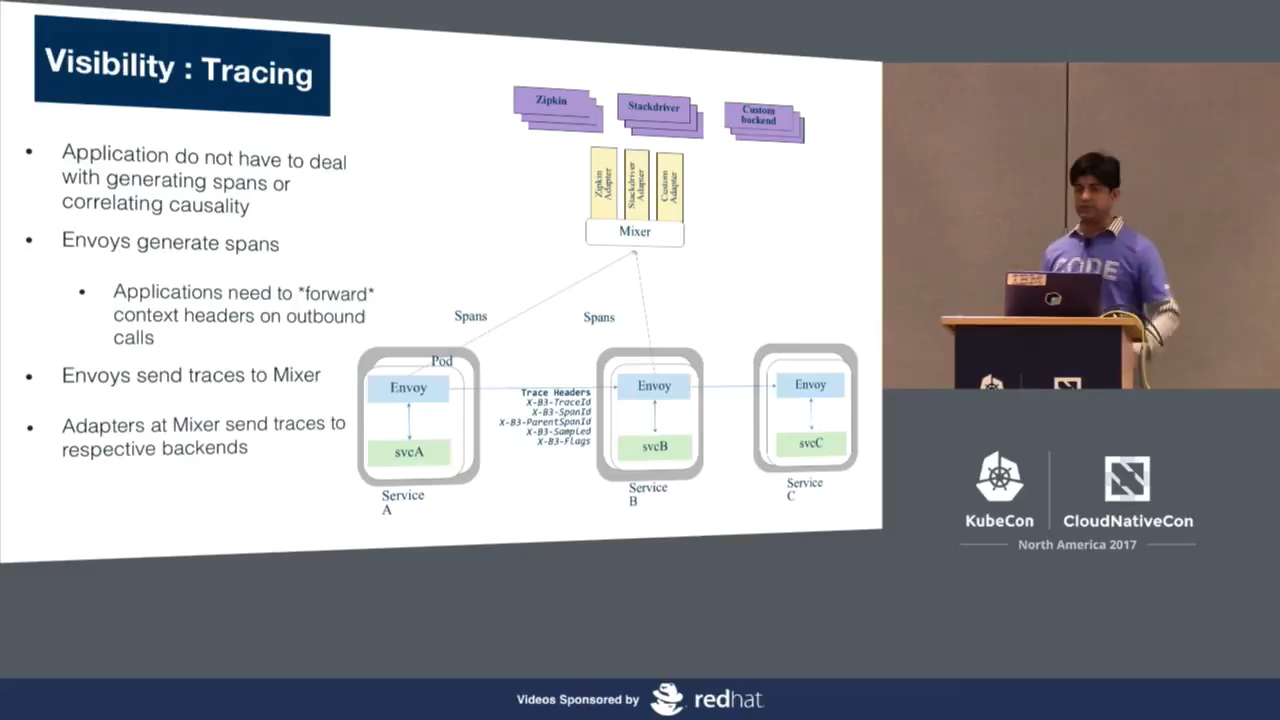 Visibility : Tracing
Application do not have to deal
with generating spans or
correlating causality
Envoys generate spans
Applications need to *forward*
context headers on outbound
calls
Envoys send traces to Mixer
Adapters at Mixer send traces to
respective backends
Zipkin
Stackdriver
Custom
backend
Zipkin
Adapter
Stackdriver
Adapter
Custom
Adapter
Mixer
Spans
Spans
Pod
Envoy
svcA
Service
A
Trace Headers
X-B3-TraceId
X-B3-SpanId
X-B3-ParentSpanId
X-B3-Sampled
X-B3-Flags
Envoy
svcB
Service
B
Envoy
svcC
Service
C
CODE
KubeCon
CloudNativeCon
North America 2017
Videos Sponsored by
redhat